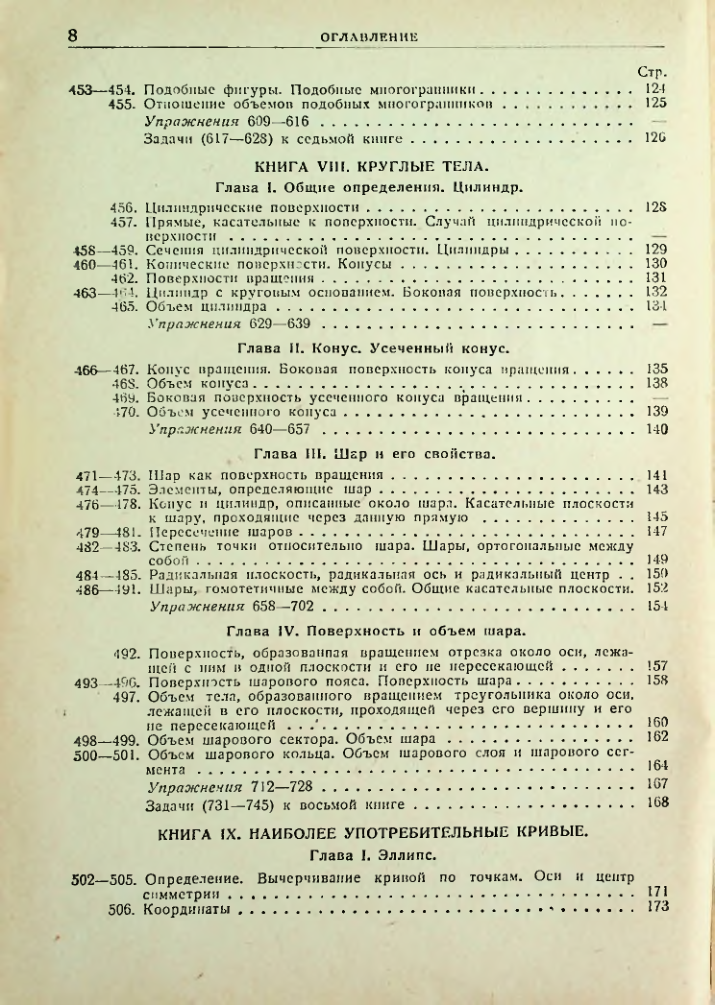 8 ОГЛАВЛЕНИЕ
Стр.
453—454. Подобные фигуры. Подобные многогранники . . . . . . . . . . . . . . 124
455. Отношение объемов подобных многогранников . . . . . . . . . . . . 125
Упражнения 609—616 . . . . . . . . . . . . . . . . . . . . . . . . . —
Задачи (617—628) к седьмой книге . . . . . . . . . . . . . . . . . . 126
КНИГА VIII. КРУГЛЫЕ ТЕЛА.
Глава I. Общие определения. Цилиндр.
456. Цилиндрические поверхности . . . . . . . . . . . . . . . . . . . . . 128
457. Прямые, касательные к поверхности. Случай цилиндрической по-
верхности . . . . . . . . . . . . . . . . . . . . . . . . . . . . . . —
458—459. Сечения цилиндрической поверхности. Цилиндры . . . . . . . . . . . 129
460—461. Конические поверхности. Конусы . . . . . . . . . . . . . . . . . . 130
462. Поверхности вращения . . . . . . . . . . . . . . . . . . . . . . . . 131
463—464. Цилиндр с круговым основанием. Боковая поверхность . . . . . . . 132
465. Объем цилиндра . . . . . . . . . . . . . . . . . . . . . . . . . . . 134
Упражнения 629—639 . . . . . . . . . . . . . . . . . . . . . . . . . —
Глава II. Конус. Усеченный конус.
466—467. Конус вращения. Боковая поверхность конуса вращения . . . . . . 135
468. Объем конуса . . . . . . . . . . . . . . . . . . . . . . . . . . . . 138
469. Боковая поверхность усеченного конуса вращения . . . . . . . . . . —
470. Объем усеченного конуса . . . . . . . . . . . . . . . . . . . . . . 139
Упражнения 640—657 . . . . . . . . . . . . . . . . . . . . . . . . . 140
Глава III. Шар и его свойства.
471—473. Шар как поверхность вращения . . . . . . . . . . . . . . . . . . . 141
474—475. Элементы, определяющие шар . . . . . . . . . . . . . . . . . . . . 143
476—478. Конус и цилиндр, описанные около шара. Касательные плоскости
к шару, проходящие через данную прямую . . . . . . . . . . . . . 145
479—481. Пересечение шаров . . . . . . . . . . . . . . . . . . . . . . . . . 147
482—483. Степень точки относительно шара. Шары, ортогональные между
собой . . . . . . . . . . . . . . . . . . . . . . . . . . . . . . . . 149
484—485. Радикальная плоскость, радикальная ось и радикальный центр . . 150
486—491. Шары, гомотетичные между собой. Общие касательные плоскости. 152
Упражнения 658—702 . . . . . . . . . . . . . . . . . . . . . . . . . 154
Глава IV. Поверхность и объем шара.
492. Поверхность, образованная вращением отрезка около оси, лежа-
щей с ним в одной плоскости и его не пересекающей . . . . . . . 157
493—496. Поверхность шарового пояса. Поверхность шара . . . . . . . . . . . 158
497. Объем тела, образованного вращением треугольника около оси,
лежащей в его плоскости, проходящей через его вершину и его
не пересекающей . . . . . . . . . . . . . . . . . . . . . . . . . . . 160
498—499. Объем шарового сектора. Объем шара . . . . . . . . . . . . . . . . 162
500—501. Объем шарового кольца. Объем шарового слоя и шарового сег-
мента . . . . . . . . . . . . . . . . . . . . . . . . . . . . . . . . 164
Упражнения 712—728 . . . . . . . . . . . . . . . . . . . . . . . . . 167
Задачи (731—745) к восьмой книге . . . . . . . . . . . . . . . . . . 168
КНИГА IX. НАИБОЛЕЕ УПОТРЕБИТЕЛЬНЫЕ КРИВЫЕ.
Глава I. Эллипс.
502—505. Определение. Вычерчивание кривой по точкам. Оси и центр
симметрии . . . . . . . . . . . . . . . . . . . . . . . . . . . . . . 171
506. Координаты . . . . . . . . . . . . . . . . . . . . . . . . . . . . . 173